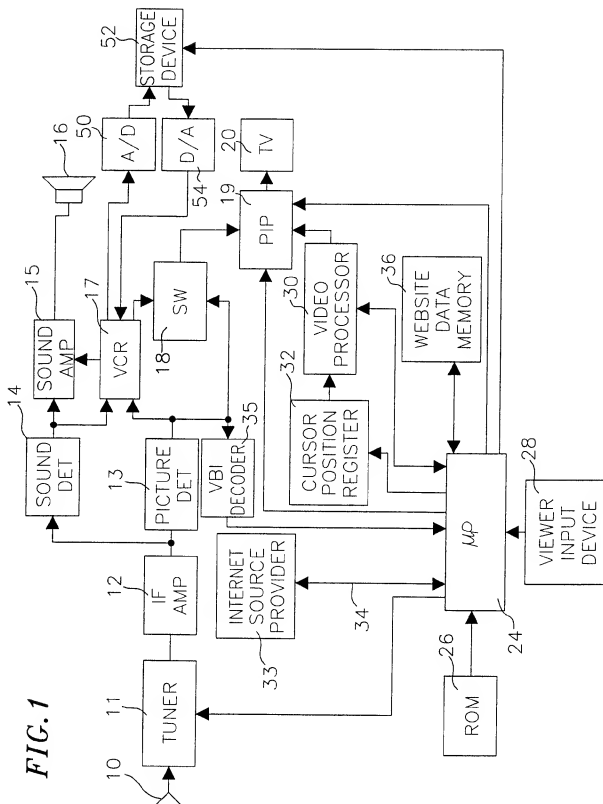 FIG.1
10
11
TUNER
12
IF
AMP
13
PICTURE
DET
14
SOUND
DET
15
SOUND
AMP
16
17
VCR
18
SW
19
PIP
20
TV
50
A/D
52
STORAGE
DEVICE
54
D/A
35
VBI
DECODER
30
VIDEO
PROCESSOR
32
CURSOR
POSITION
REGISTER
36
WEBSITE
DATA
MEMORY
33
INTERNET
SOURCE
PROVIDER
34
24
μP
26
ROM
28
VIEWER
INPUT
DEVICE